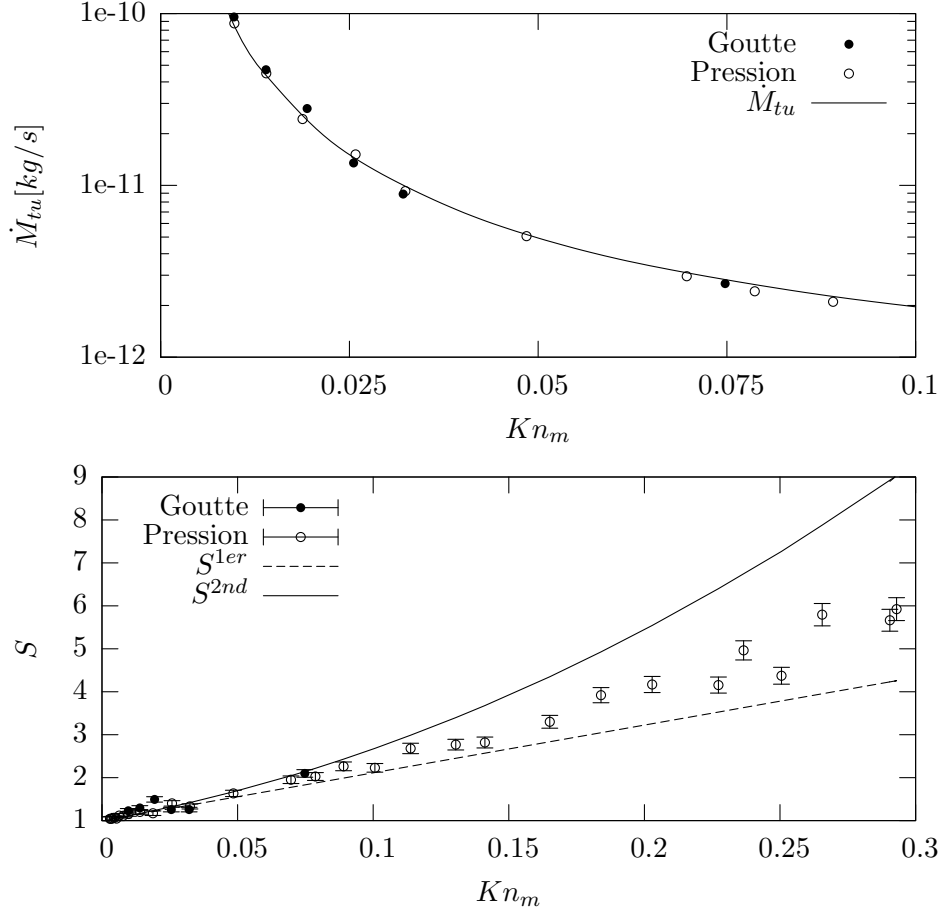 1e-10
1e-11
1e-12
Ṁ_tu[kg/s]
Goutte
Pression
Ṁ_tu
0 0.025 0.05 0.075 0.1
Kn_m
9
8
7
6
5
4
3
2
1
S
Goutte
Pression
S^1er
S^2nd
0 0.05 0.1 0.15 0.2 0.25 0.3
Kn_m